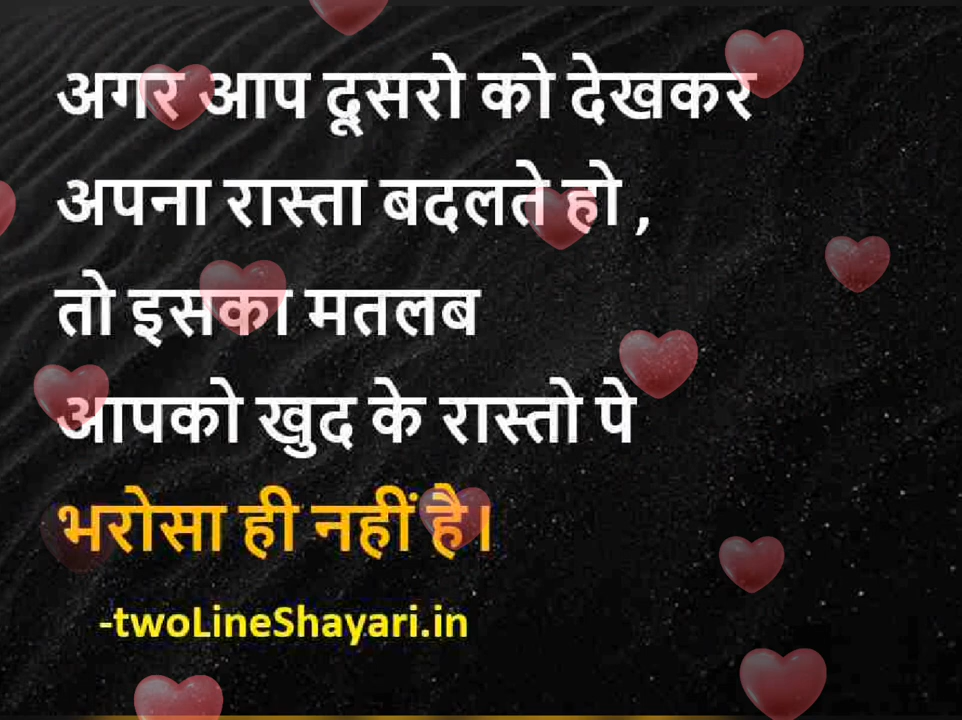 अगर आप दूसरो को देखकर
अपना रास्ता बदलते हो ,
तो इसका मतलब
आपको खुद के रास्तो पे
भरोसा ही नहीं है।
-twoLineShayari.in